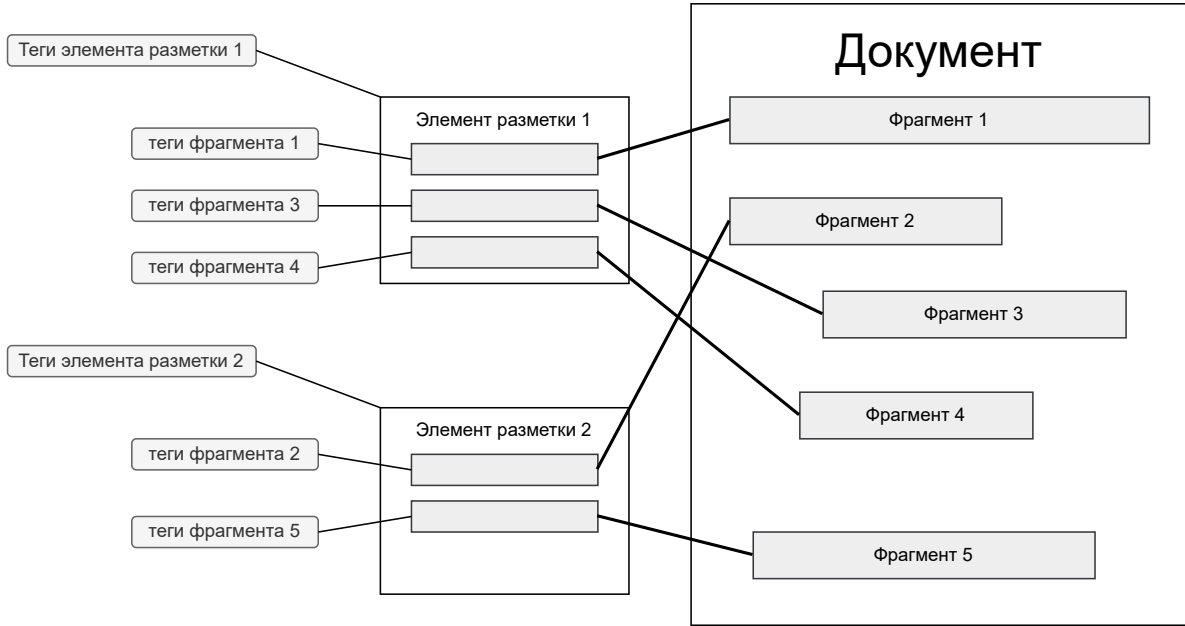 Теги элемента разметки 1
Элемент разметки 1
теги фрагмента 1
теги фрагмента 3
теги фрагмента 4
Теги элемента разметки 2
Элемент разметки 2
теги фрагмента 2
теги фрагмента 5
Документ
Фрагмент 1
Фрагмент 2
Фрагмент 3
Фрагмент 4
Фрагмент 5